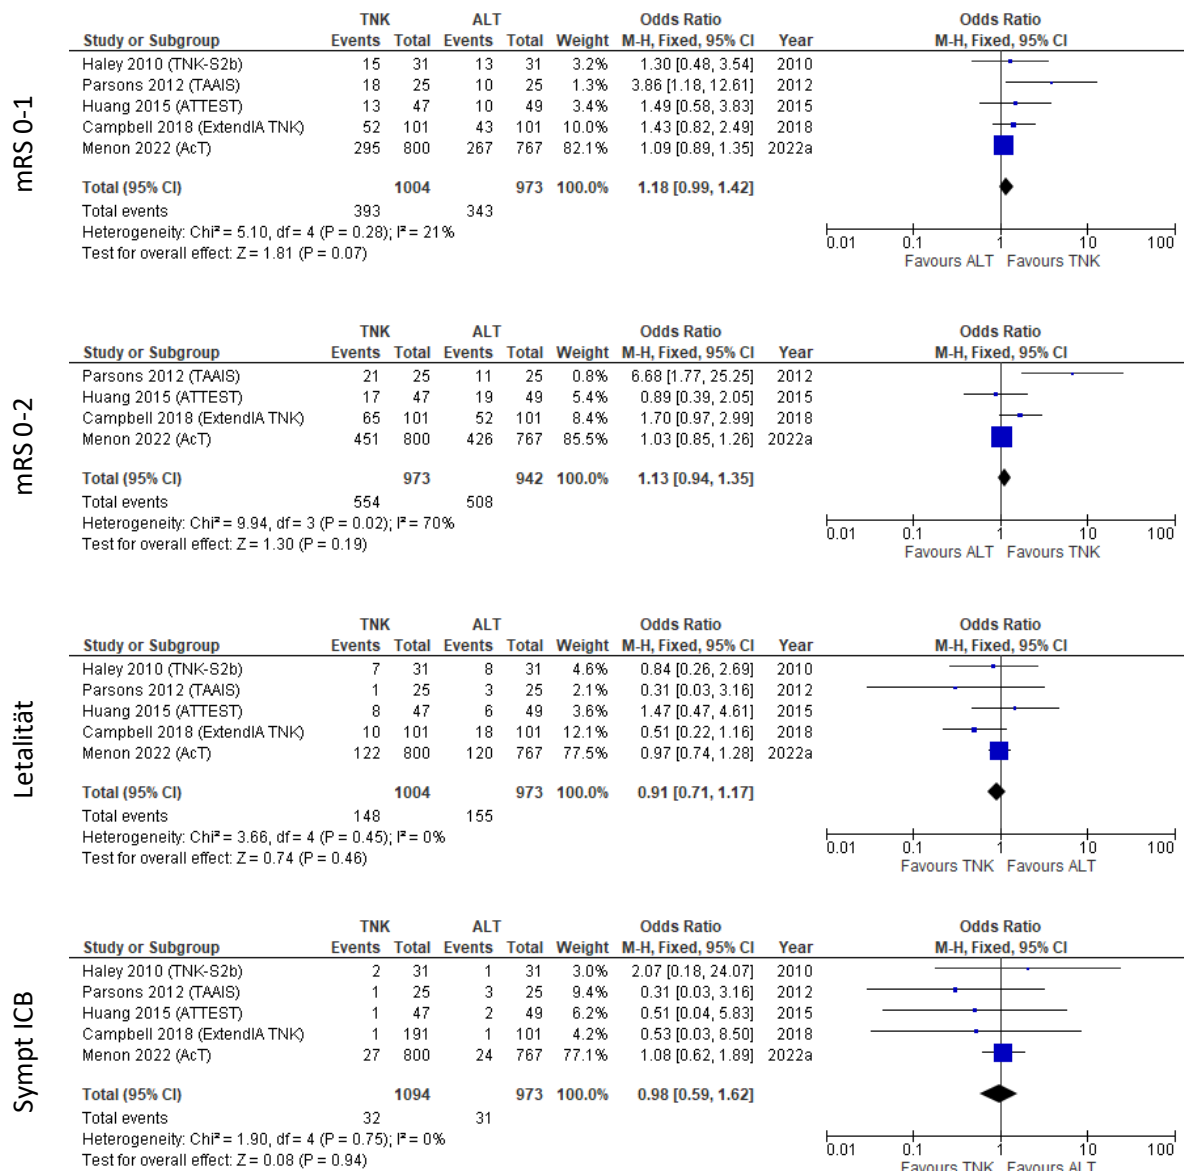 mRS 0-1
TNK ALT Odds Ratio Odds Ratio
Study or Subgroup Events Total Events Total Weight M-H, Fixed, 95% CI Year M-H, Fixed, 95% CI
Haley 2010 (TNK-S2b) 15 31 13 31 3.2% 1.30 [0.48, 3.54] 2010
Parsons 2012 (TAAIS) 18 25 10 25 1.3% 3.86 [1.18, 12.61] 2012
Huang 2015 (ATTEST) 13 47 10 49 3.4% 1.49 [0.58, 3.83] 2015
Campbell 2018 (ExtendIA TNK) 52 101 43 101 10.0% 1.43 [0.82, 2.49] 2018
Menon 2022 (AcT) 295 800 267 767 82.1% 1.09 [0.89, 1.35] 2022a
Total (95% CI) 1004 973 100.0% 1.18 [0.99, 1.42]
Total events 393 343
Heterogeneity: Chi² = 5.10, df = 4 (P = 0.28); I² = 21%
Test for overall effect: Z = 1.81 (P = 0.07)
0.01 0.1 1 10 100
Favours ALT Favours TNK
mRS 0-2
TNK ALT Odds Ratio Odds Ratio
Study or Subgroup Events Total Events Total Weight M-H, Fixed, 95% CI Year M-H, Fixed, 95% CI
Parsons 2012 (TAAIS) 21 25 11 25 0.8% 6.68 [1.77, 25.25] 2012
Huang 2015 (ATTEST) 17 47 19 49 5.4% 0.89 [0.39, 2.05] 2015
Campbell 2018 (ExtendIA TNK) 65 101 52 101 8.4% 1.70 [0.97, 2.99] 2018
Menon 2022 (AcT) 451 800 426 767 85.5% 1.03 [0.85, 1.26] 2022a
Total (95% CI) 973 942 100.0% 1.13 [0.94, 1.35]
Total events 554 508
Heterogeneity: Chi² = 9.94, df = 3 (P = 0.02); I² = 70%
Test for overall effect: Z = 1.30 (P = 0.19)
0.01 0.1 1 10 100
Favours ALT Favours TNK
Letalität
TNK ALT Odds Ratio Odds Ratio
Study or Subgroup Events Total Events Total Weight M-H, Fixed, 95% CI Year M-H, Fixed, 95% CI
Haley 2010 (TNK-S2b) 7 31 8 31 4.6% 0.84 [0.26, 2.69] 2010
Parsons 2012 (TAAIS) 1 25 3 25 2.1% 0.31 [0.03, 3.16] 2012
Huang 2015 (ATTEST) 8 47 6 49 3.6% 1.47 [0.47, 4.61] 2015
Campbell 2018 (ExtendIA TNK) 10 101 18 101 12.1% 0.51 [0.22, 1.16] 2018
Menon 2022 (AcT) 122 800 120 767 77.5% 0.97 [0.74, 1.28] 2022a
Total (95% CI) 1004 973 100.0% 0.91 [0.71, 1.17]
Total events 148 155
Heterogeneity: Chi² = 3.66, df = 4 (P = 0.45); I² = 0%
Test for overall effect: Z = 0.74 (P = 0.46)
0.01 0.1 1 10 100
Favours TNK Favours ALT
Sympt ICB
TNK ALT Odds Ratio Odds Ratio
Study or Subgroup Events Total Events Total Weight M-H, Fixed, 95% CI Year M-H, Fixed, 95% CI
Haley 2010 (TNK-S2b) 2 31 1 31 3.0% 2.07 [0.18, 24.07] 2010
Parsons 2012 (TAAIS) 1 25 3 25 9.4% 0.31 [0.03, 3.16] 2012
Huang 2015 (ATTEST) 1 47 2 49 6.2% 0.51 [0.04, 5.83] 2015
Campbell 2018 (ExtendIA TNK) 1 191 1 101 4.2% 0.53 [0.03, 8.50] 2018
Menon 2022 (AcT) 27 800 24 767 77.1% 1.08 [0.62, 1.89] 2022a
Total (95% CI) 1094 973 100.0% 0.98 [0.59, 1.62]
Total events 32 31
Heterogeneity: Chi² = 1.90, df = 4 (P = 0.75); I² = 0%
Test for overall effect: Z = 0.08 (P = 0.94)
0.01 0.1 1 10 100
Favours TNK Favours ALT